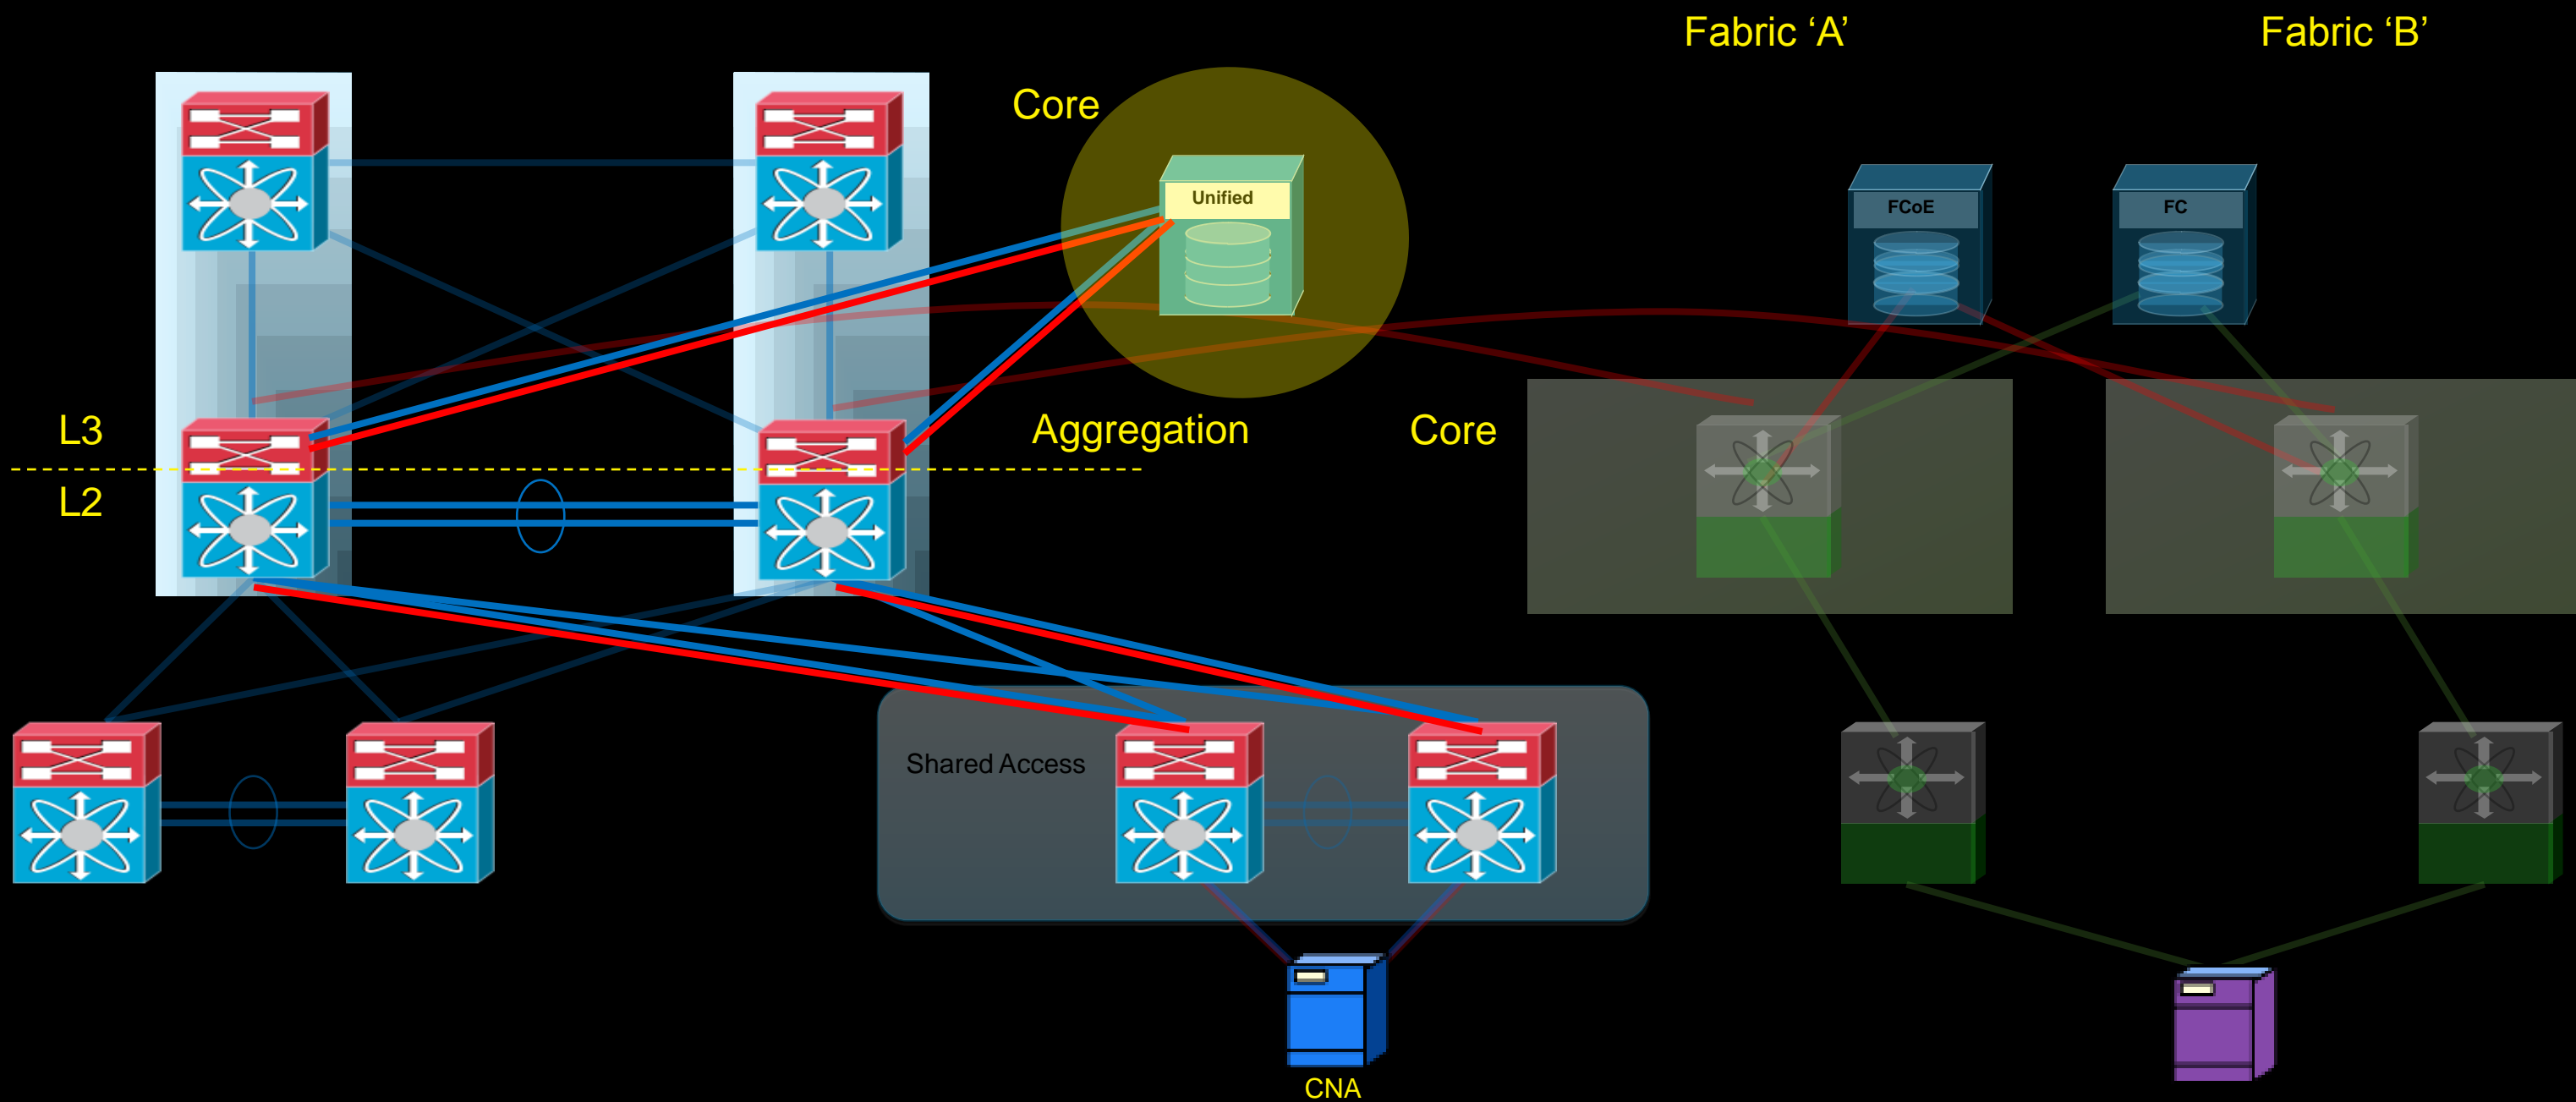 Fabric ‘A’
Fabric ‘B’
Core
Unified
FCoE
FC
L3
Aggregation
Core
L2
Shared Access
CNA